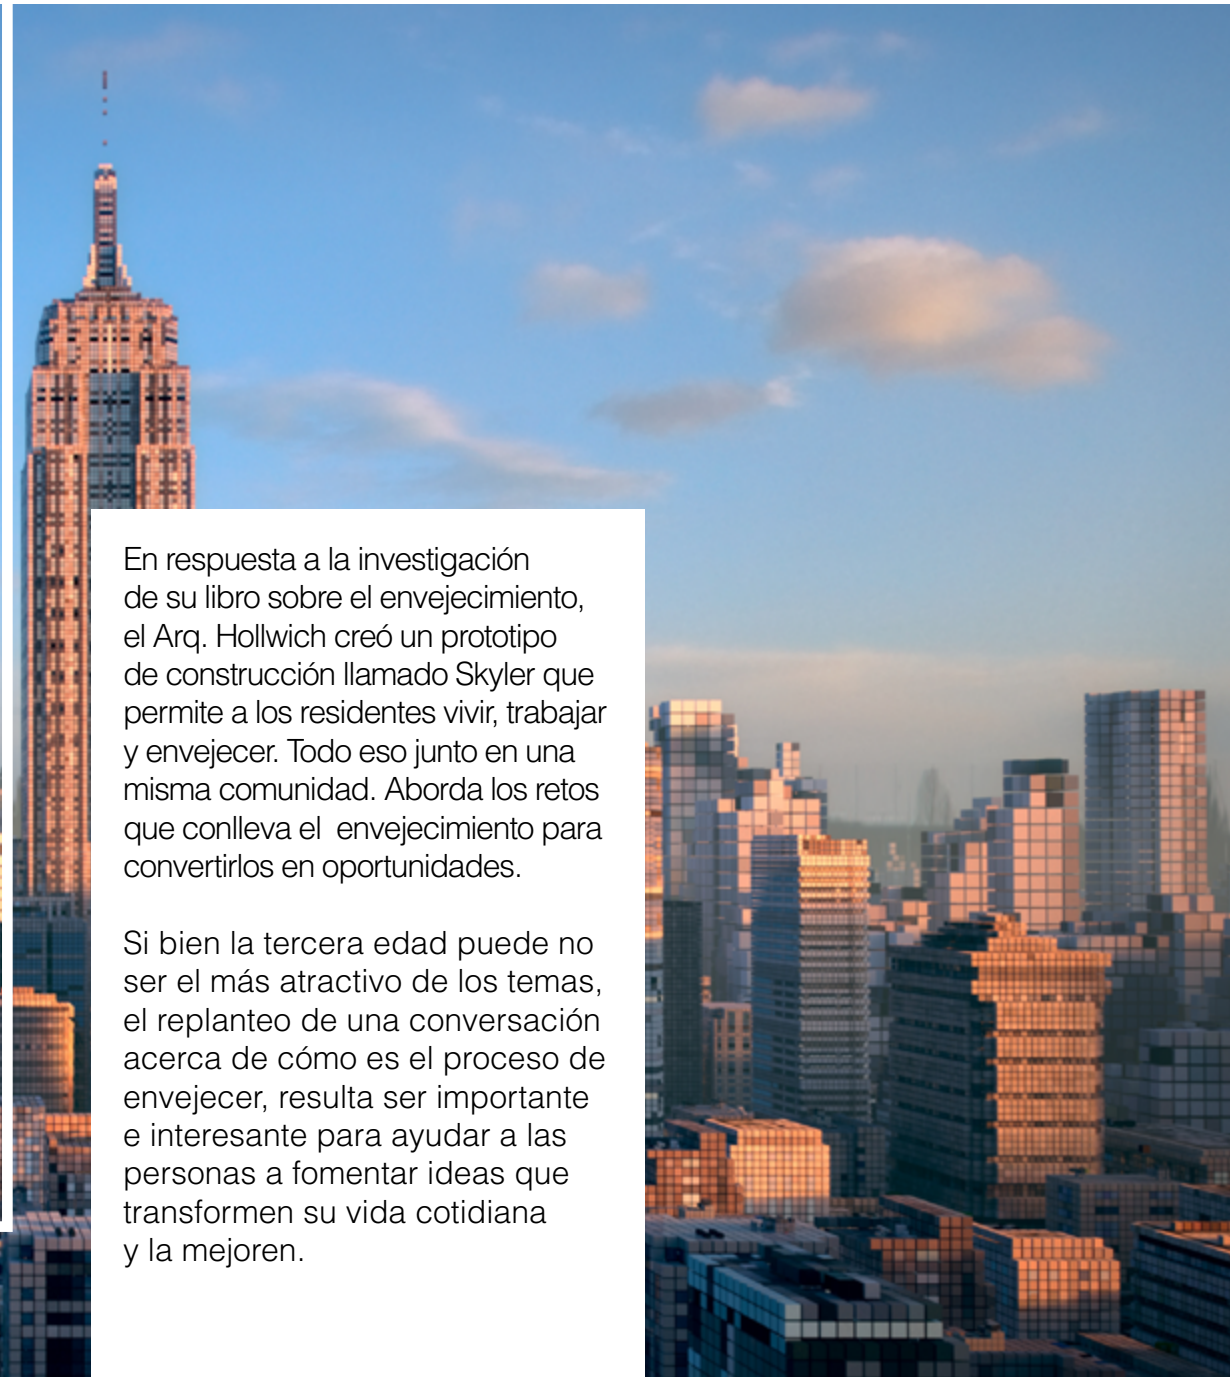 En respuesta a la investigación
de su libro sobre el envejecimiento,
el Arq. Hollwich creó un prototipo
de construcción llamado Skyler que
permite a los residentes vivir, trabajar
y envejecer. Todo eso junto en una
misma comunidad. Aborda los retos
que conlleva el  envejecimiento para
convertirlos en oportunidades.

Si bien la tercera edad puede no
ser el más atractivo de los temas,
el replanteo de una conversación
acerca de cómo es el proceso de
envejecer, resulta ser importante
e interesante para ayudar a las
personas a fomentar ideas que
transformen su vida cotidiana
y la mejoren.